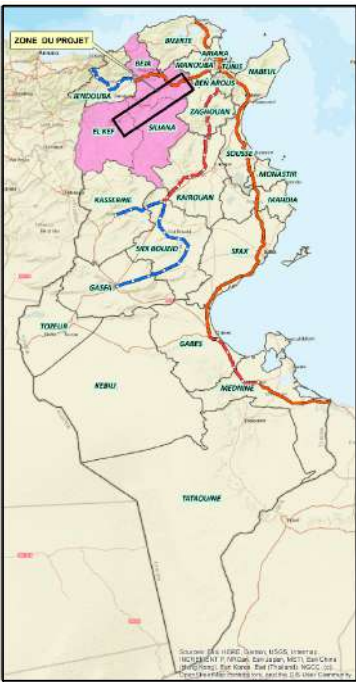 ZONE DU PROJET
BIZERTE
ARIANA
BEJA
MANOUBA
TUNIS
NABEUL
JENDOUBA
BEN AROUS
ZAGHOUAN
EL KEF
SILIANA
SOUSSE
MONASTIR
KASSERINE
KAIROUAN
MAHDIA
SIDI BOUZID
SFAX
GAFSA
TOZEUR
GABES
KEBILI
MEDNINE
TATAOUINE
Sources: Esri, HERE, Garmin, USGS, Intermap,
INCREMENT P, NRCan, Esri Japan, METI, Esri China
(Hong Kong), Esri Korea, Esri (Thailand), NGCC, (c)
OpenStreetMap contributors, and the GIS User Community